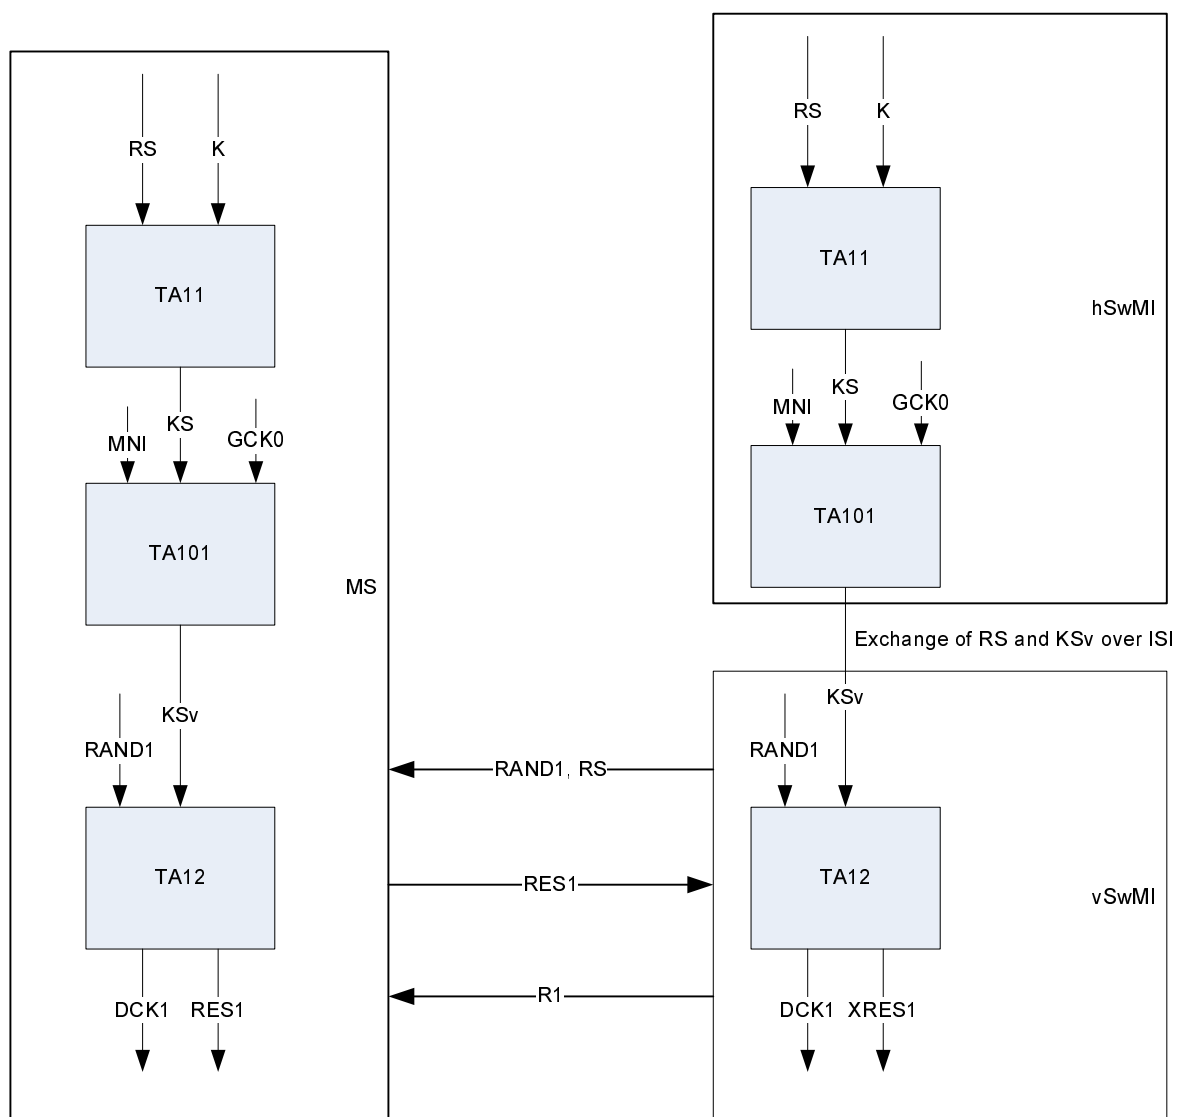 RS K
TA11
MNI KS GCK0
TA101
MS
KSv
RAND1
TA12
DCK1 RES1
RS K
TA11
hSwMI
MNI KS GCK0
TA101
Exchange of RS and KSv over ISI
KSv
RAND1
RAND1, RS
TA12
RES1
vSwMI
R1
DCK1 XRES1